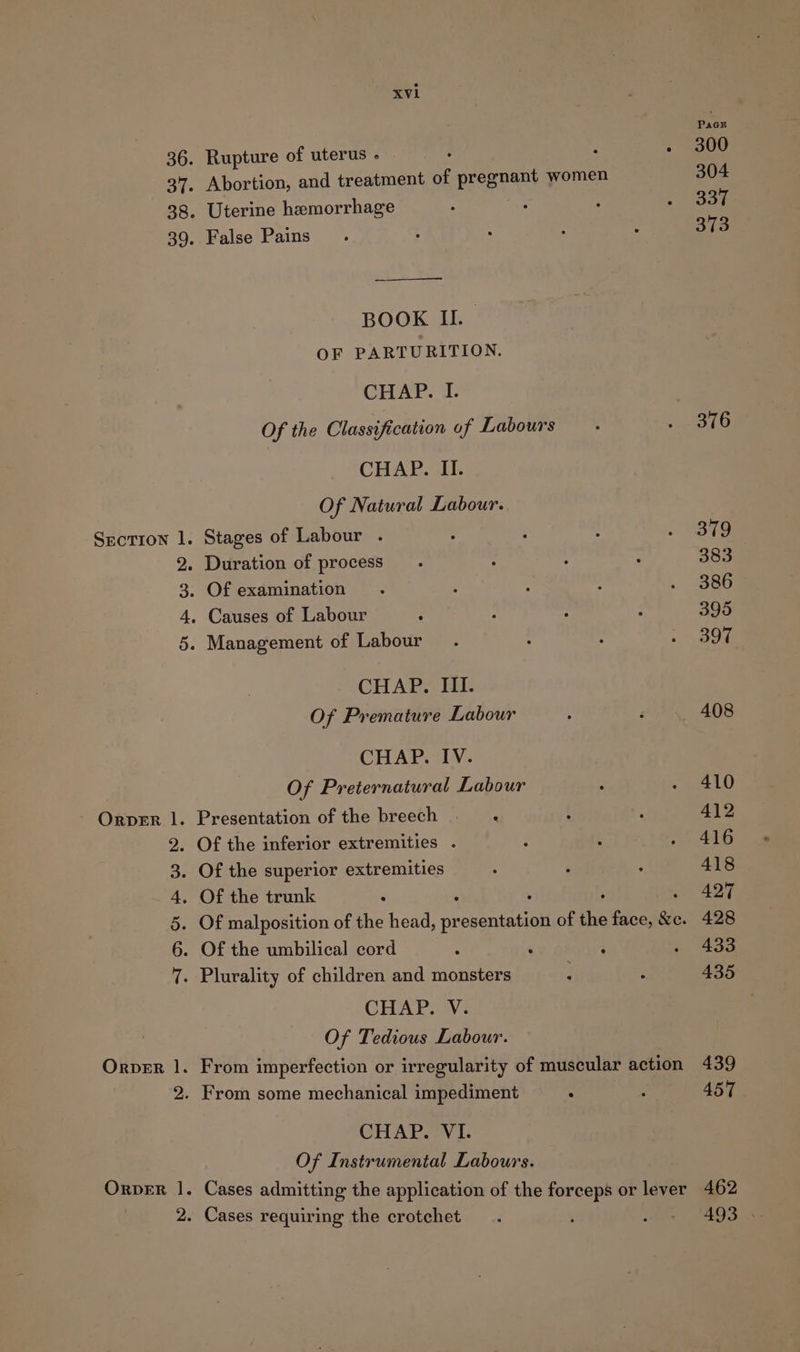 xvi
PAGE
36. Rupture of uterus . . . . 300
37. Abortion, and treatment of pregnant women 304
38. Uterine hæmorrhage . . . . 337
39. False Pains . . . . . 373
BOOK II.
OF PARTURITION.
CHAP. I.
Of the Classification of Labours . . 376
CHAP. II.
Of Natural Labour.
SECTION 1. Stages of Labour . . . . . 379
2. Duration of process . . . . 383
3. Of examination . . . . . 386
4. Causes of Labour . . . . 395
5. Management of Labour . . . . 397
CHAP. III.
Of Premature Labour . . . 408
CHAP. IV.
Of Preternatural Labour . . 410
ORDER 1. Presentation of the breech . . . 412
2. Of the inferior extremities . . . . 416
3. Of the superior extremities . . . 418
4. Of the trunk . . . . . 427
5. Of malposition of the head, presentation of the face, &c. 428
6. Of the umbilical cord . . . . 433
7. Plurality of children and monsters . . 435
CHAP. V.
Of Tedious Labour.
ORDER 1. From imperfection or irregularity of muscular action 439
2. From some mechanical impediment . . 457
CHAP. VI.
Of Instrumental Labours.
ORDER 1. Cases admitting the application of the forceps or lever 462
2. Cases requiring the crotchet . . . 493